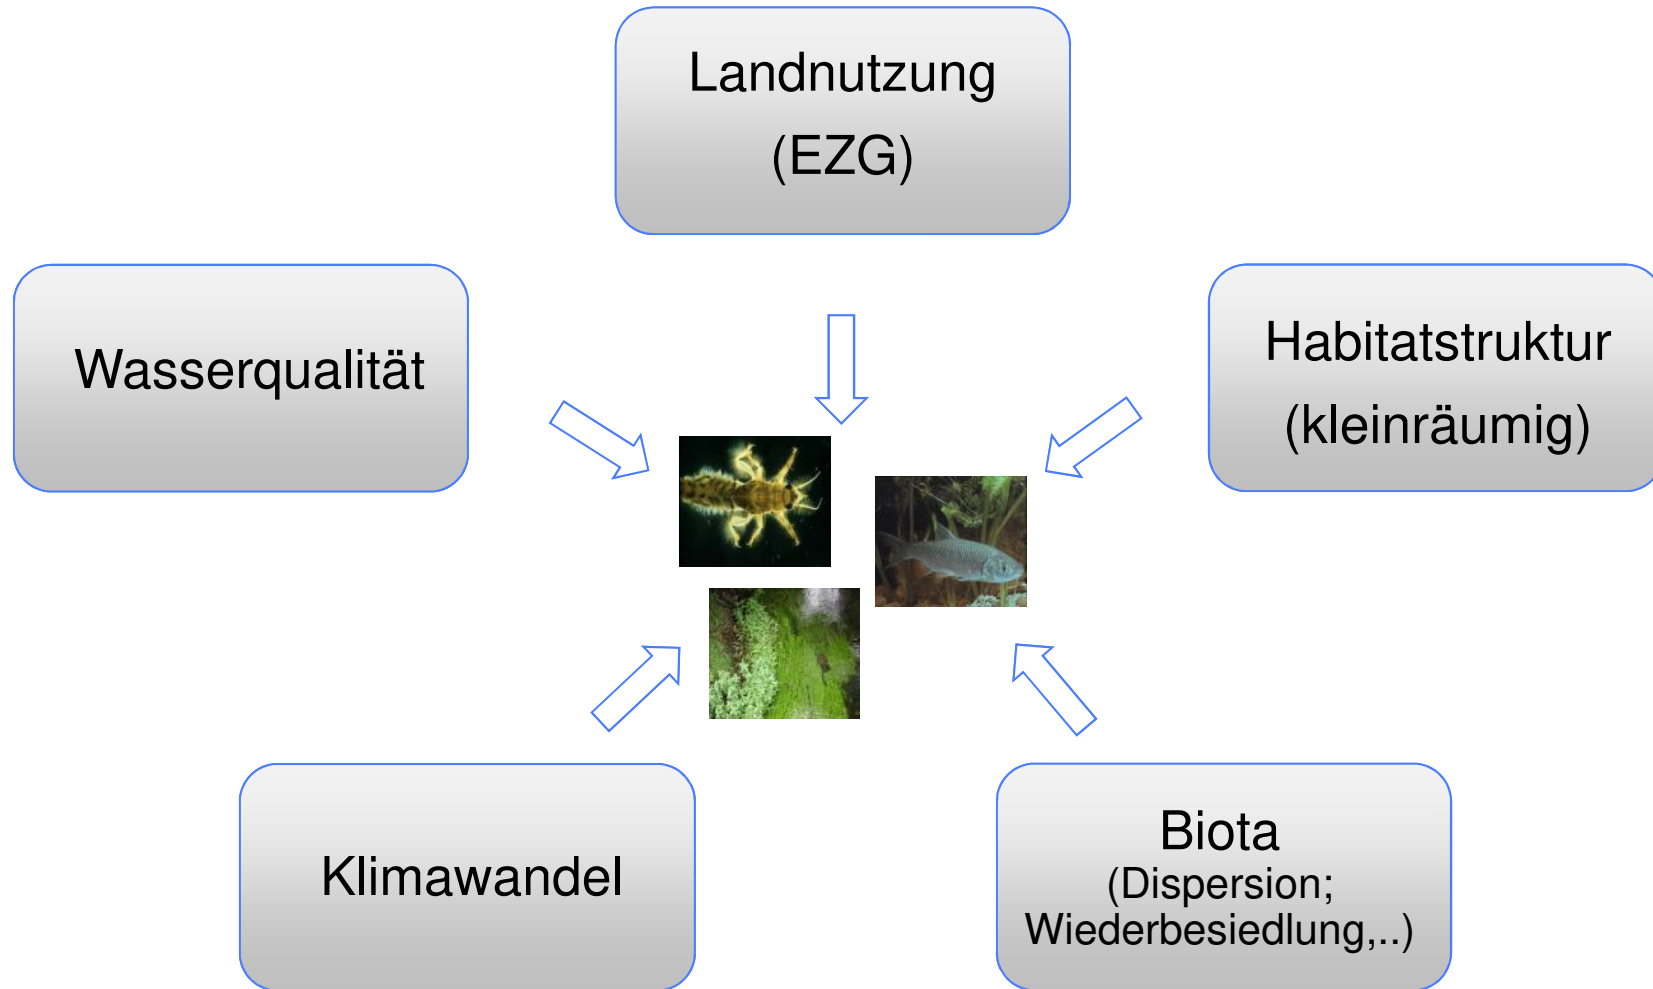 Landnutzung
(EZG)
Wasserqualität
Habitatstruktur
(kleinräumig)
Klimawandel
Biota
(Dispersion;
Wiederbesiedlung,..)